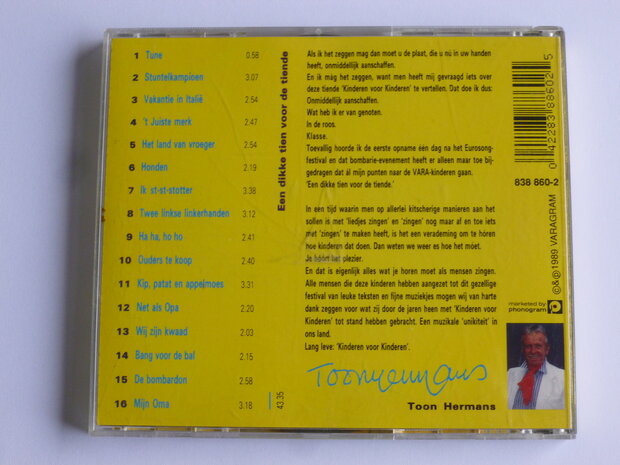 1 Tune 0.58
2 Stuntelkampioen 3.07
3 Vakantie in Italië 2.54
4 't Juiste merk 2.47
5 Het land van vroeger 2.54
6 Honden 2.19
7 Ik st-st-stotter 3.38
8 Twee linkse linkerhanden 3.12
9 Ha ha, ho ho 2.41
10 Ouders te koop 2.40
11 Kip, patat en appelmoes 3.31
12 Net als Opa 2.20
13 Wij zijn kwaad 2.03
14 Bang voor de bal 2.15
15 De bombardon 2.58
16 Mijn Oma 3.18
Een dikke tien voor de tiende
43.35
Als ik het zeggen mag dan moet u de plaat, die u nù in uw handen
heeft, onmiddellijk aanschaffen.
En ik mag het zeggen, want men heeft mij gevraagd iets over
deze tiende 'Kinderen voor Kinderen' te vertellen. Dat doe ik dus:
Onmiddellijk aanschaffen.
Wat heb ik er van genoten.
In de roos.
Klasse.
Toevallig hoorde ik de eerste opname één dag na het Eurosong-
festival en dat bombarie-evenement heeft er alleen maar toe bij-
gedragen dat al mijn punten naar de VARA-kinderen gaan.
'Een dikke tien voor de tiende.'
In een tijd waarin men op allerlei kitscherige manieren aan het
sollen is met 'liedjes zingen' en 'zingen' nog maar af en toe iets
met 'zingen' te maken heeft, is het een verademing om te horen
hoe kinderen dat doen. Dan weten we weer es hoe het moet.
Je hóórt het plezier.
En dat is eigenlijk alles wat je horen moet als mensen zingen.
Alle mensen die deze kinderen hebben aangezet tot dit gezellige
festival van leuke teksten en fijne muziekjes mogen wij van harte
dank zeggen voor wat zij door de jaren heen met 'Kinderen voor
Kinderen' tot stand hebben gebracht. Een muzikale 'unikiteit' in
ons land.
Lang leve: 'Kinderen voor Kinderen'.
Toon Hermans
Toon Hermans
0 42283 88602 5
838 860-2
©&℗ 1989 VARAGRAM
marketed by
phonogram